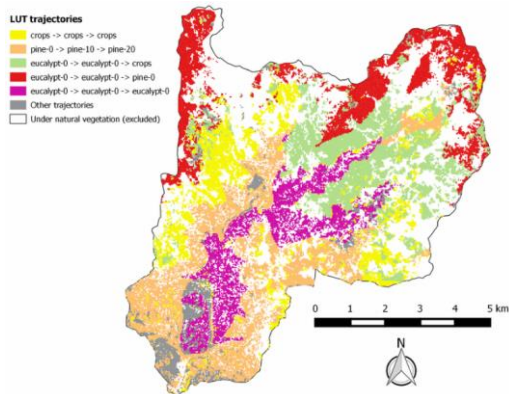 LUT trajectories
crops -> crops -> crops
pine-0 -> pine-10 -> pine-20
eucalypt-0 -> eucalypt-0 -> crops
eucalypt-0 -> eucalypt-0 -> pine-0
eucalypt-0 -> eucalypt-0 -> eucalypt-0
Other trajectories
Under natural vegetation (excluded)
0 1 2 3 4 5 km
N